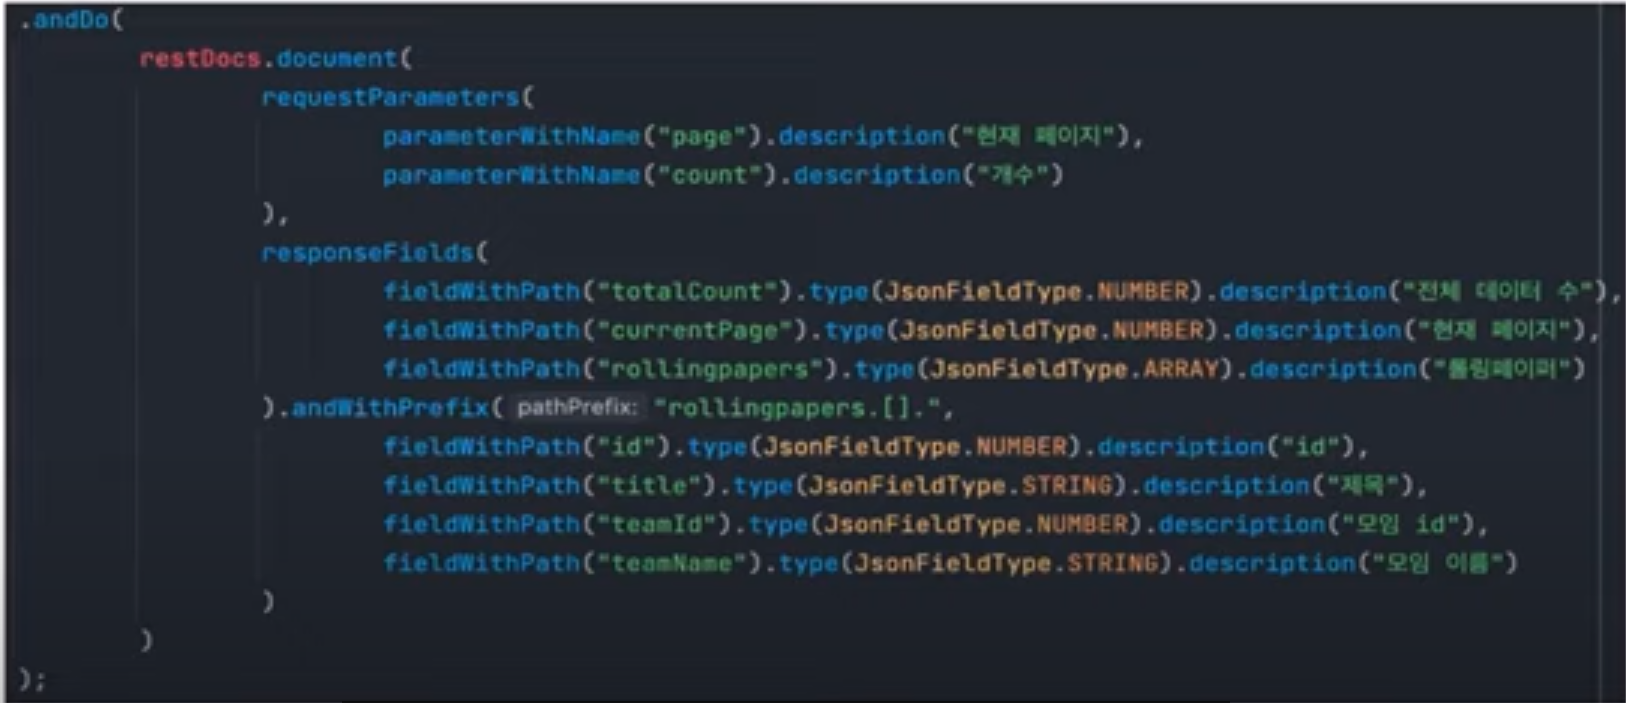 .andDo(
restDocs.document(
requestParameters(
parameterWithName("page").description("현재 페이지"),
parameterWithName("count").description("개수")
),
responseFields(
fieldWithPath("totalCount").type(JsonFieldType.NUMBER).description("전체 데이터 수"),
fieldWithPath("currentPage").type(JsonFieldType.NUMBER).description("현재 페이지"),
fieldWithPath("rollingpapers").type(JsonFieldType.ARRAY).description("롤링페이퍼")
).andWithPrefix( pathPrefix: "rollingpapers.[].",
fieldWithPath("id").type(JsonFieldType.NUMBER).description("id"),
fieldWithPath("title").type(JsonFieldType.STRING).description("제목"),
fieldWithPath("teamId").type(JsonFieldType.NUMBER).description("모임 id"),
fieldWithPath("teamName").type(JsonFieldType.STRING).description("모임 이름")
)
)
);